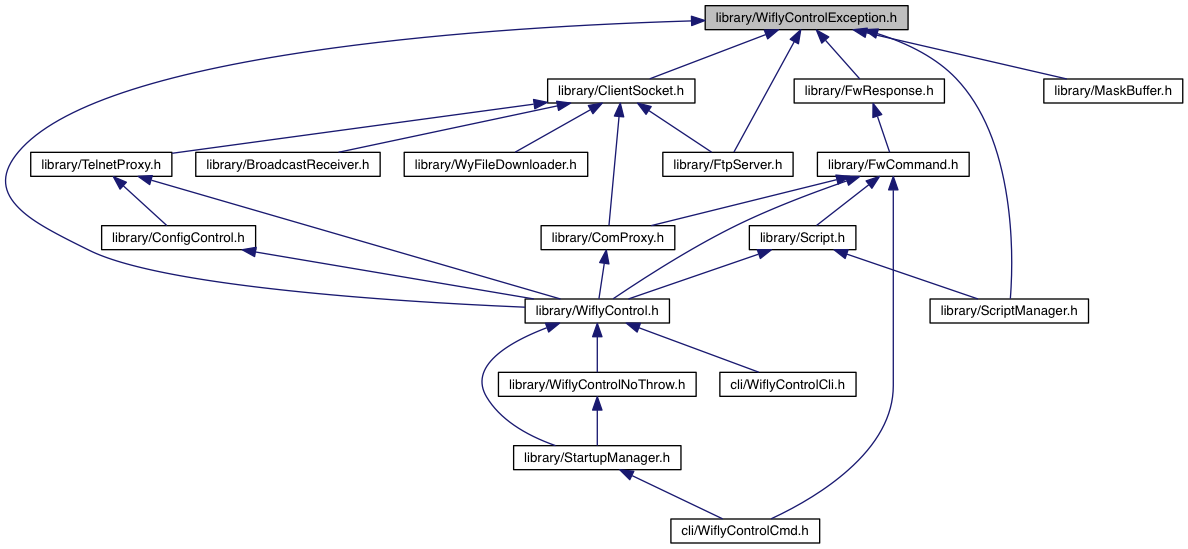 library/WiflyControlException.h
library/ClientSocket.h
library/FwResponse.h
library/MaskBuffer.h
library/TelnetProxy.h
library/BroadcastReceiver.h
library/WyFileDownloader.h
library/FtpServer.h
library/FwCommand.h
library/ConfigControl.h
library/ComProxy.h
library/Script.h
library/WiflyControl.h
library/ScriptManager.h
library/WiflyControlNoThrow.h
cli/WiflyControlCli.h
library/StartupManager.h
cli/WiflyControlCmd.h